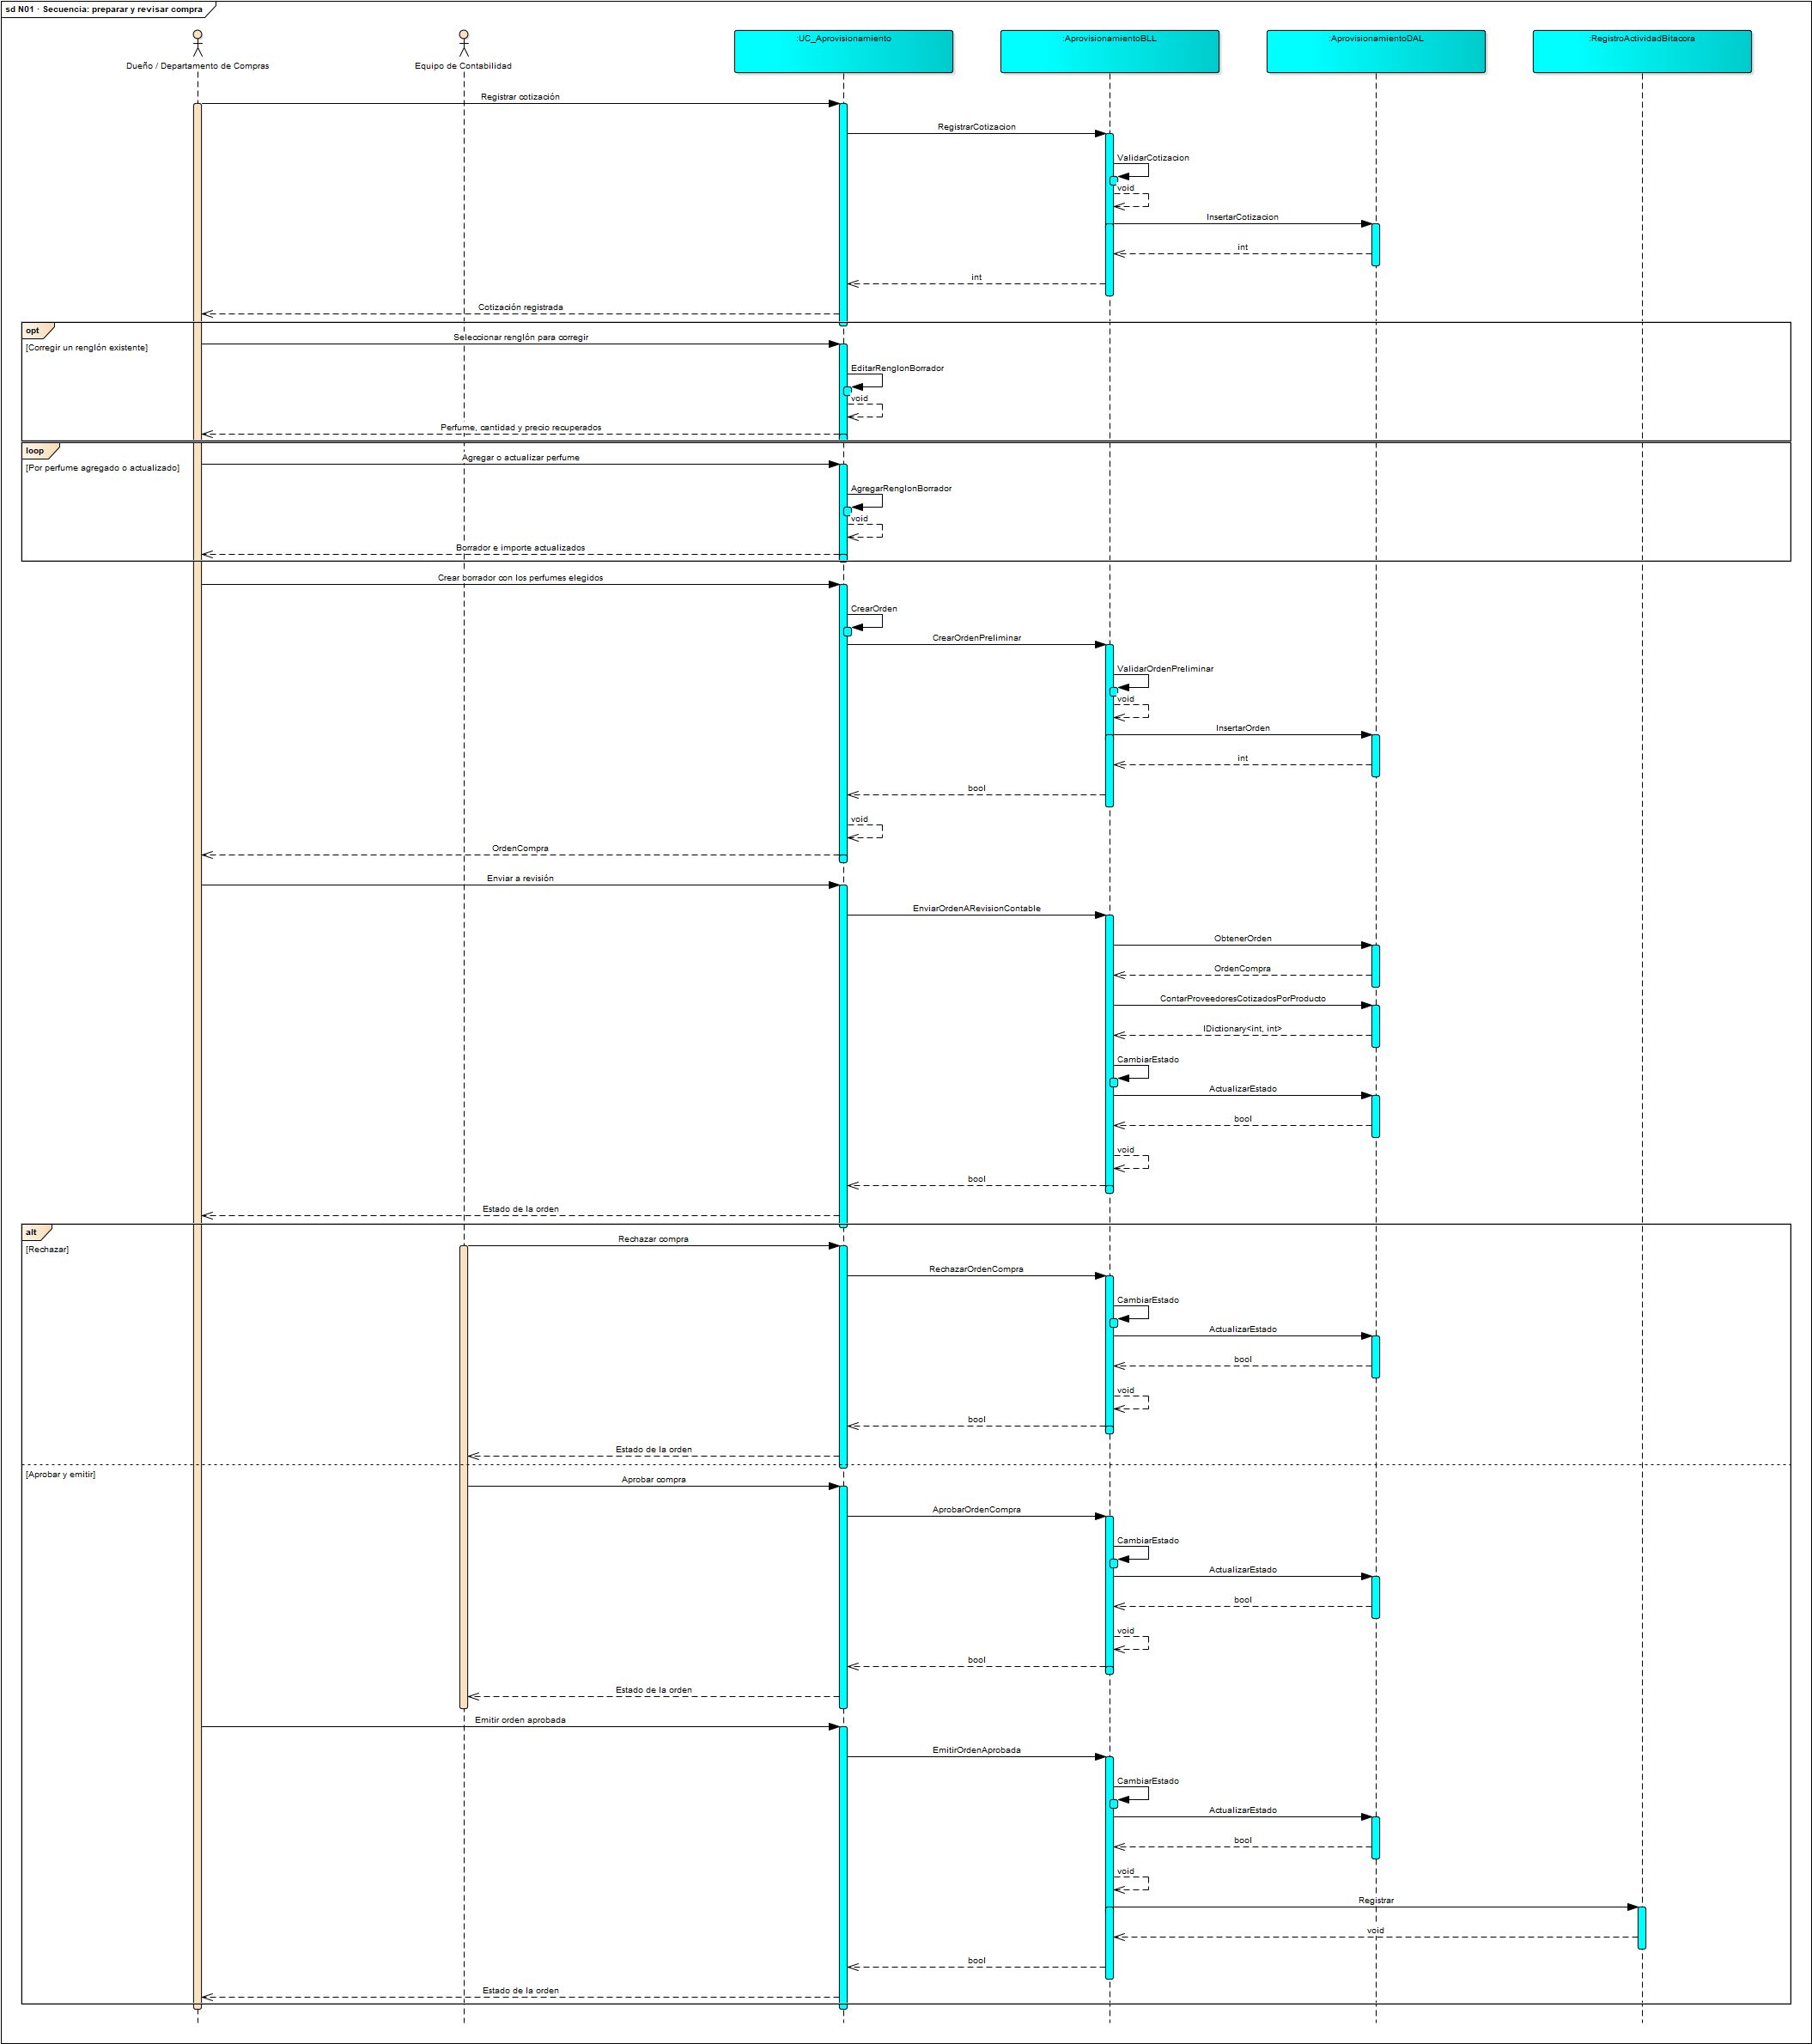 sd N01 · Secuencia: preparar y revisar compra
Dueño / Departamento de Compras
Equipo de Contabilidad
:UC_Aprovisionamiento
:AprovisionamientoBLL
:AprovisionamientoDAL
:RegistroActividadBitacora
Registrar cotización
RegistrarCotizacion
ValidarCotizacion
void
InsertarCotizacion
int
int
Cotización registrada
opt
[Corregir un renglón existente]
Seleccionar renglón para corregir
EditarRenglonBorrador
void
Perfume, cantidad y precio recuperados
loop
[Por perfume agregado o actualizado]
Agregar o actualizar perfume
AgregarRenglonBorrador
void
Borrador e importe actualizados
Crear borrador con los perfumes elegidos
CrearOrden
CrearOrdenPreliminar
ValidarOrdenPreliminar
void
InsertarOrden
int
bool
void
OrdenCompra
Enviar a revisión
EnviarOrdenARevisionContable
ObtenerOrden
OrdenCompra
ContarProveedoresCotizadosPorProducto
IDictionary<int, int>
CambiarEstado
ActualizarEstado
bool
void
bool
Estado de la orden
alt
[Rechazar]
Rechazar compra
RechazarOrdenCompra
CambiarEstado
ActualizarEstado
bool
void
bool
Estado de la orden
[Aprobar y emitir]
Aprobar compra
AprobarOrdenCompra
CambiarEstado
ActualizarEstado
bool
void
bool
Estado de la orden
Emitir orden aprobada
EmitirOrdenAprobada
CambiarEstado
ActualizarEstado
bool
void
Registrar
void
bool
Estado de la orden